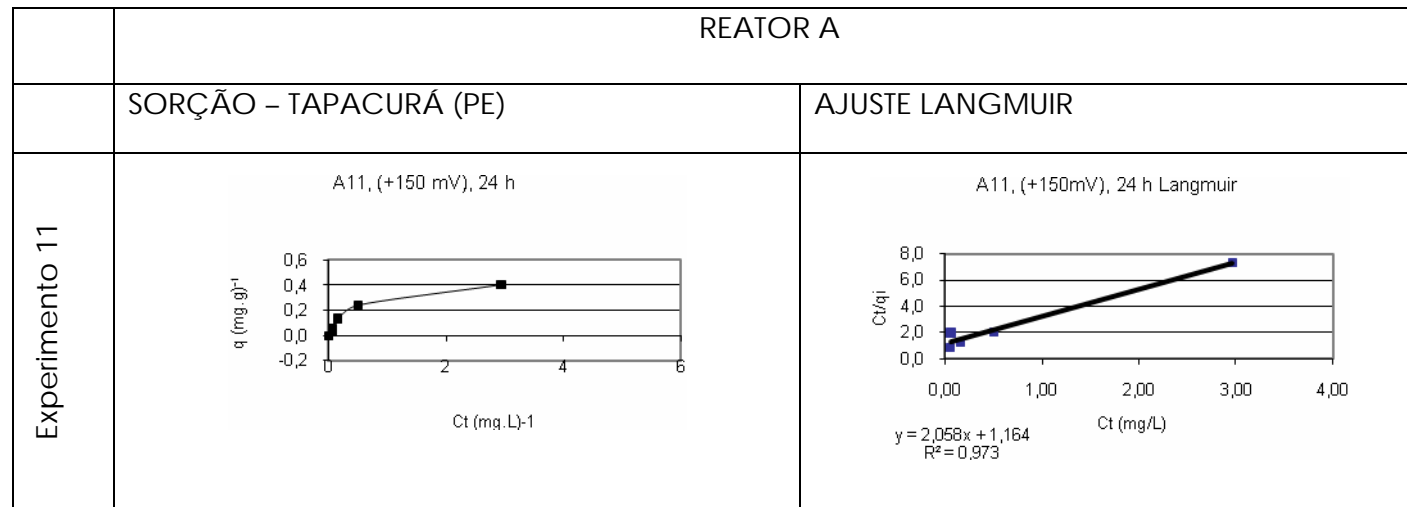 REATOR A
SORÇÃO – TAPACURÁ (PE)
AJUSTE LANGMUIR
Experimento 11
A11, (+150 mV), 24 h
q (mg.g)⁻¹
0,6
0,4
0,2
0,0
-0,2
0
2
4
6
Ct (mg.L)-1
A11, (+150mV), 24 h Langmuir
Ct/qi
8,0
6,0
4,0
2,0
0,0
0,00
1,00
2,00
3,00
4,00
Ct (mg/L)
y = 2,058x + 1,164
R² = 0,973